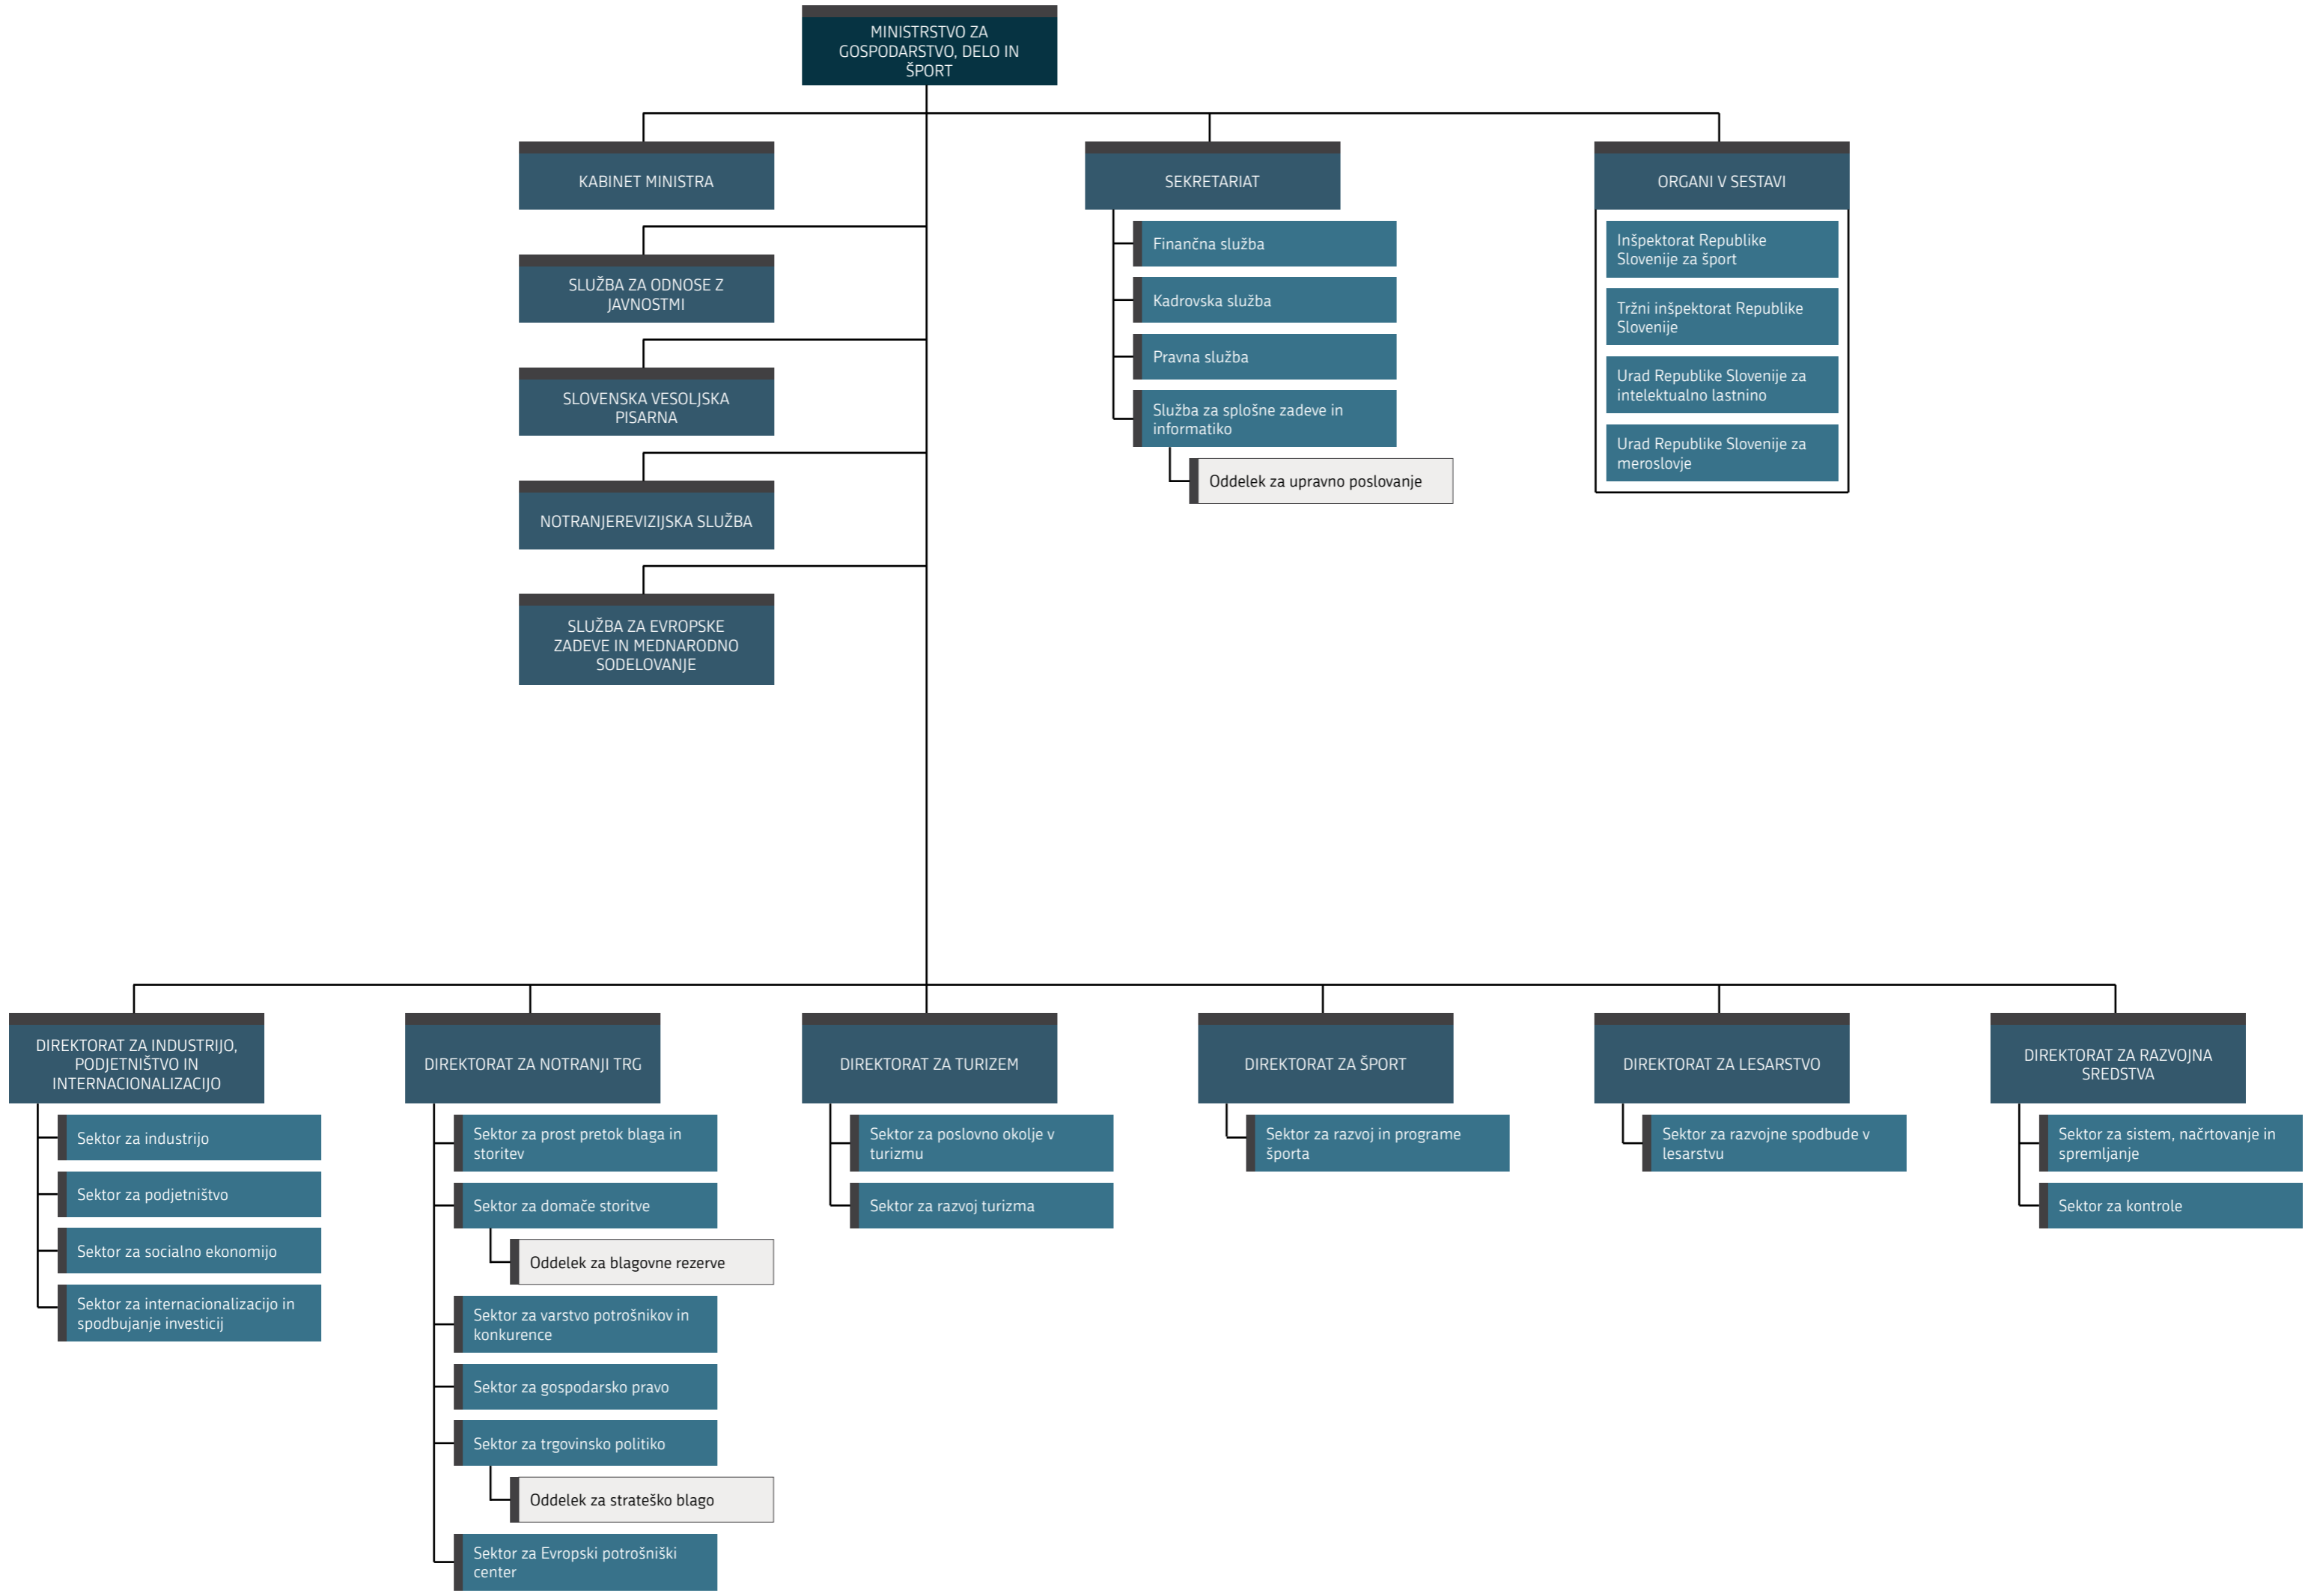 MINISTRSTVO ZA
GOSPODARSTVO, DELO IN
ŠPORT
KABINET MINISTRA
SLUŽBA ZA ODNOSE Z
JAVNOSTMI
SLOVENSKA VESOLJSKA
PISARNA
NOTRANJEREVIZIJSKA SLUŽBA
SLUŽBA ZA EVROPSKE
ZADEVE IN MEDNARODNO
SODELOVANJE
SEKRETARIAT
Finančna služba
Kadrovska služba
Pravna služba
Služba za splošne zadeve in
informatiko
Oddelek za upravno poslovanje
ORGANI V SESTAVI
Inšpektorat Republike
Slovenije za šport
Tržni inšpektorat Republike
Slovenije
Urad Republike Slovenije za
intelektualno lastnino
Urad Republike Slovenije za
meroslovje
DIREKTORAT ZA INDUSTRIJO,
PODJETNIŠTVO IN
INTERNACIONALIZACIJO
Sektor za industrijo
Sektor za podjetništvo
Sektor za socialno ekonomijo
Sektor za internacionalizacijo in
spodbujanje investicij
DIREKTORAT ZA NOTRANJI TRG
Sektor za prost pretok blaga in
storitev
Sektor za domače storitve
Oddelek za blagovne rezerve
Sektor za varstvo potrošnikov in
konkurence
Sektor za gospodarsko pravo
Sektor za trgovinsko politiko
Oddelek za strateško blago
Sektor za Evropski potrošniški
center
DIREKTORAT ZA TURIZEM
Sektor za poslovno okolje v
turizmu
Sektor za razvoj turizma
DIREKTORAT ZA ŠPORT
Sektor za razvoj in programe
športa
DIREKTORAT ZA LESARSTVO
Sektor za razvojne spodbude v
lesarstvu
DIREKTORAT ZA RAZVOJNA
SREDSTVA
Sektor za sistem, načrtovanje in
spremljanje
Sektor za kontrole